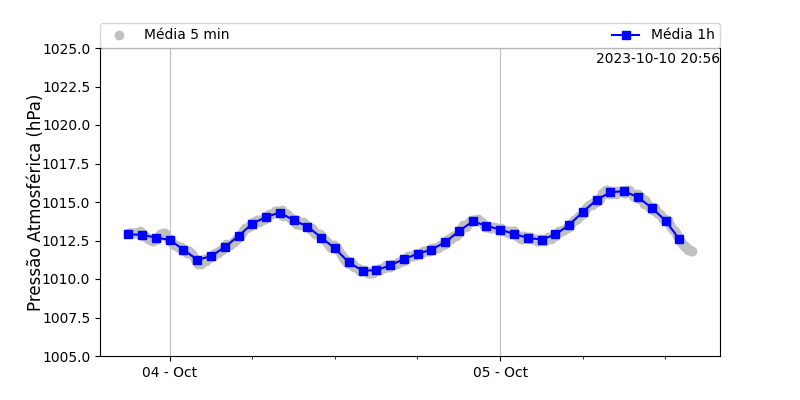 Média 5 min
Média 1h
2023-10-10 20:56
Pressão Atmosférica (hPa)
1025.0
1022.5
1020.0
1017.5
1015.0
1012.5
1010.0
1007.5
1005.0
04 - Oct
05 - Oct